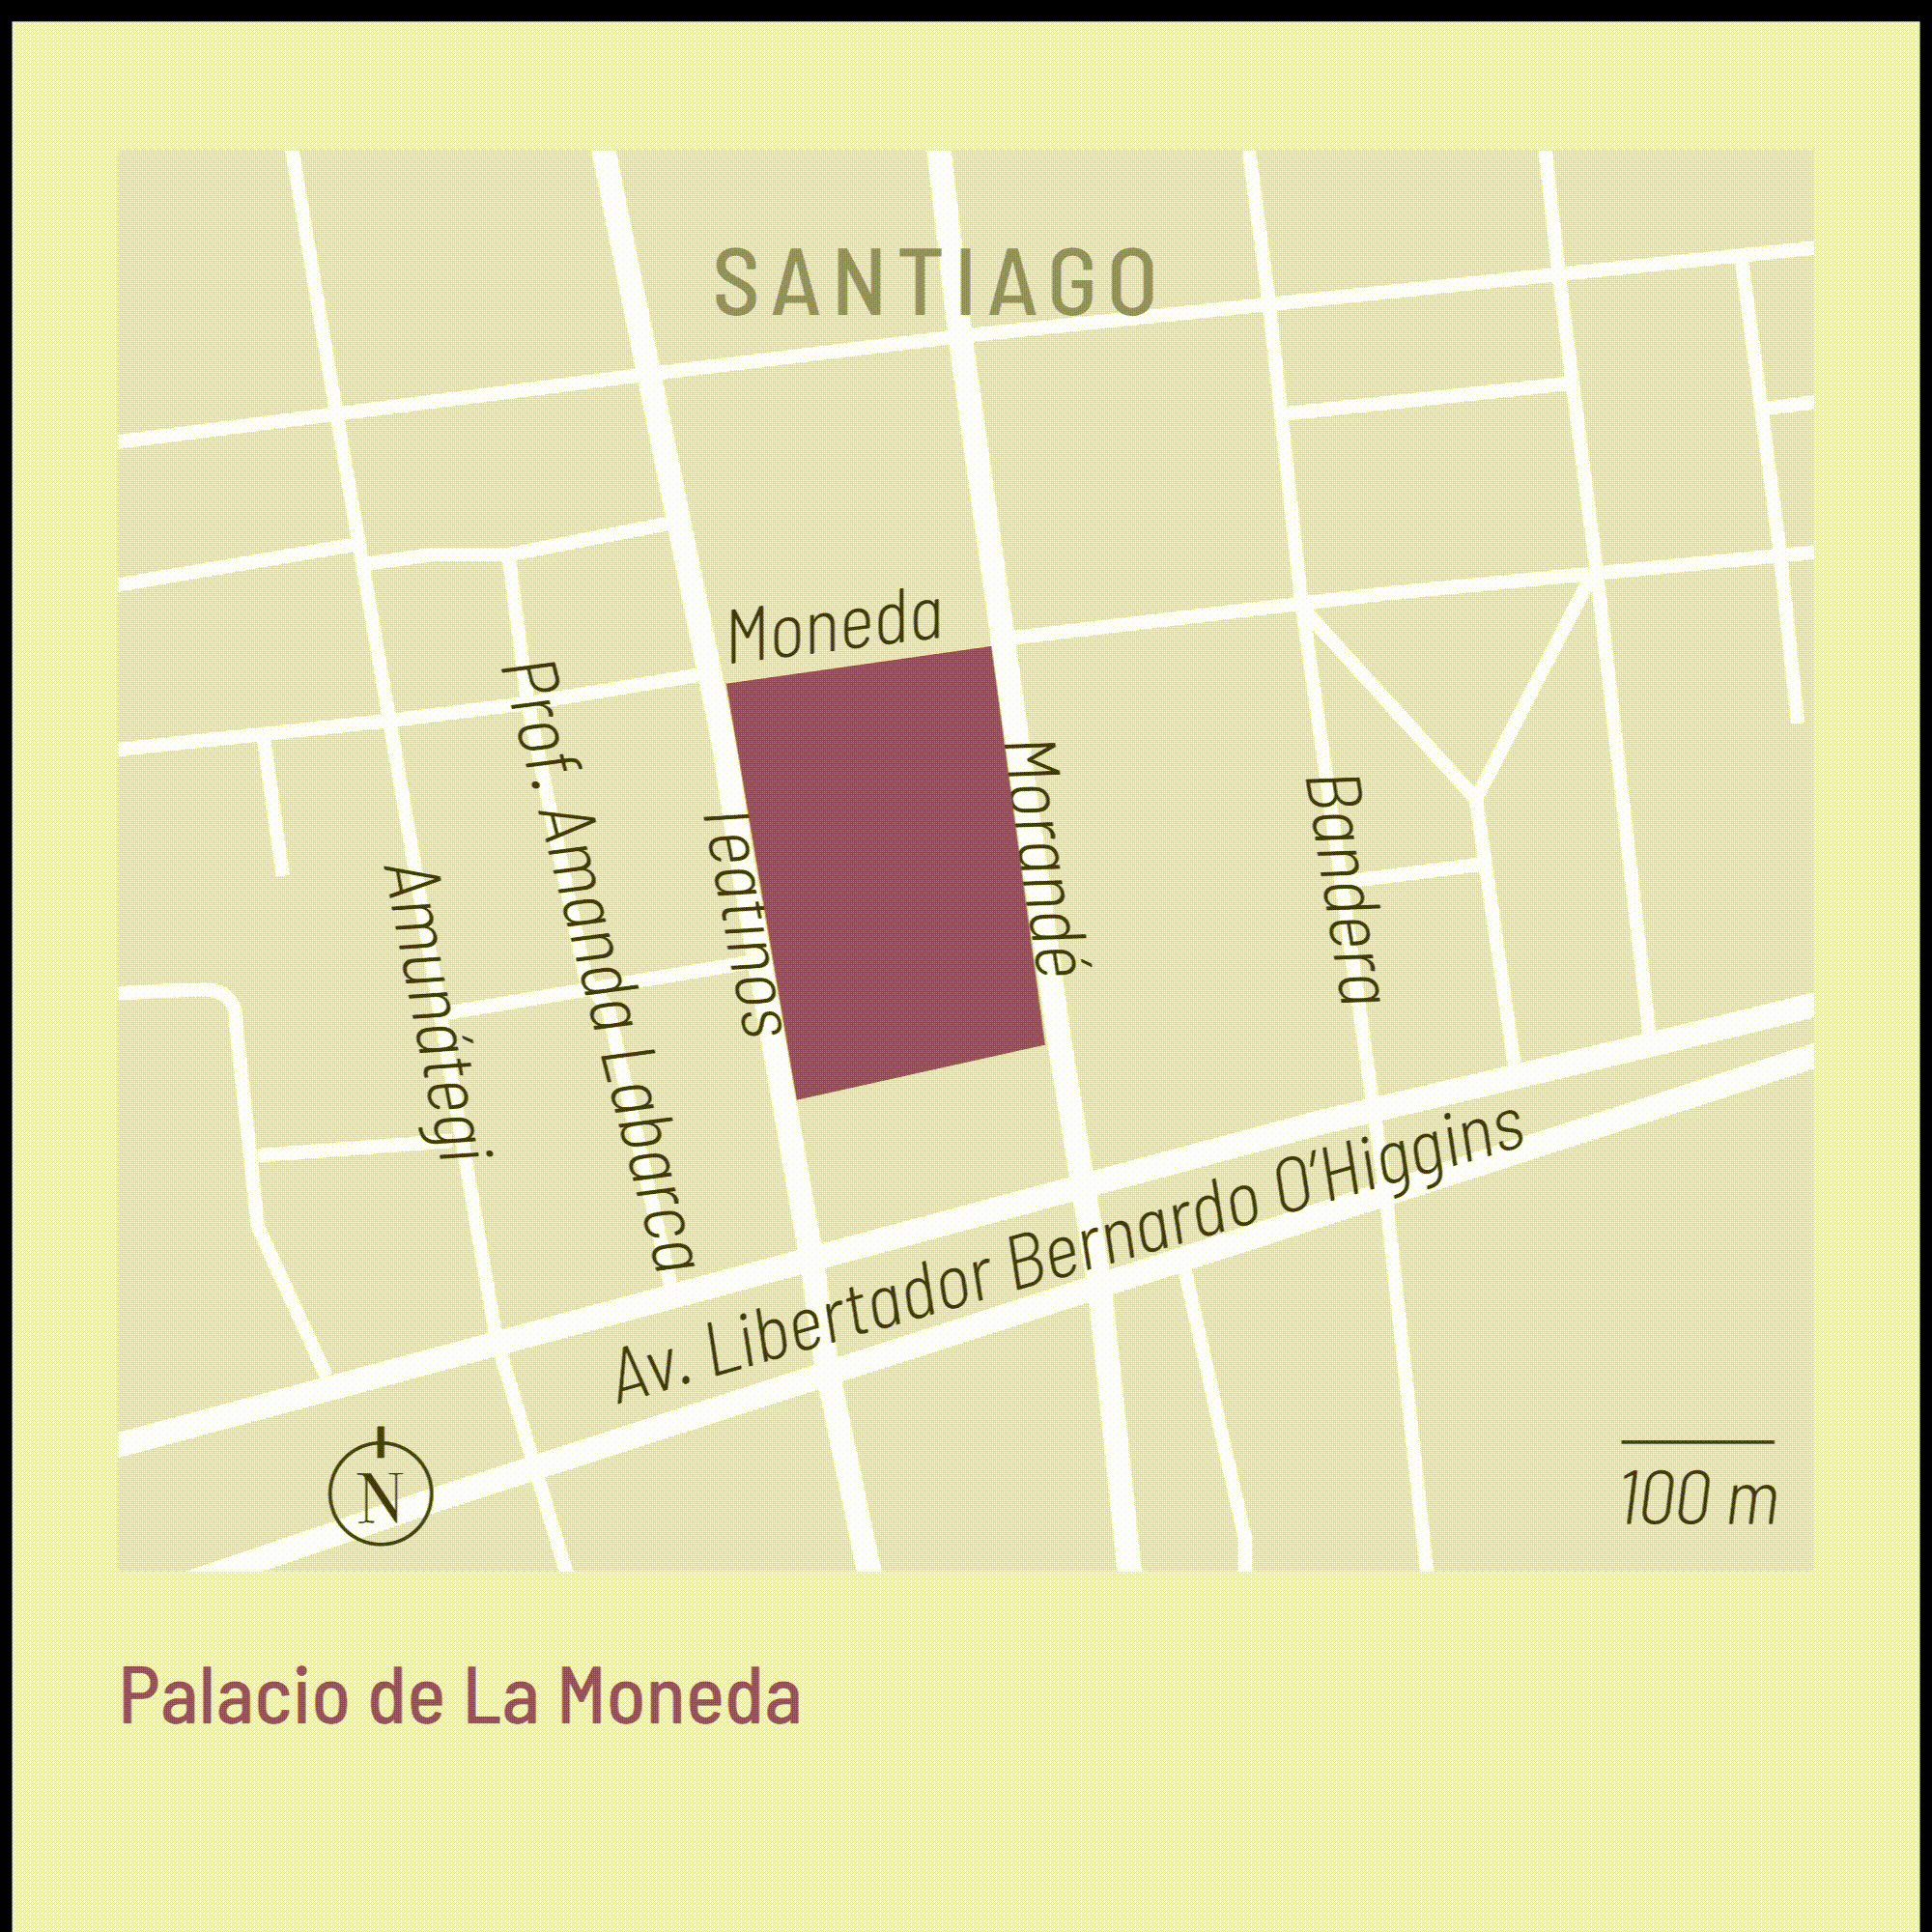 SANTIAGO
Moneda
Prof. Amanda Labarca
Morandé
Bandera
Teatinos
Amunátegi
Av. Libertador Bernardo O'Higgins
N
100 m
Palacio de La Moneda